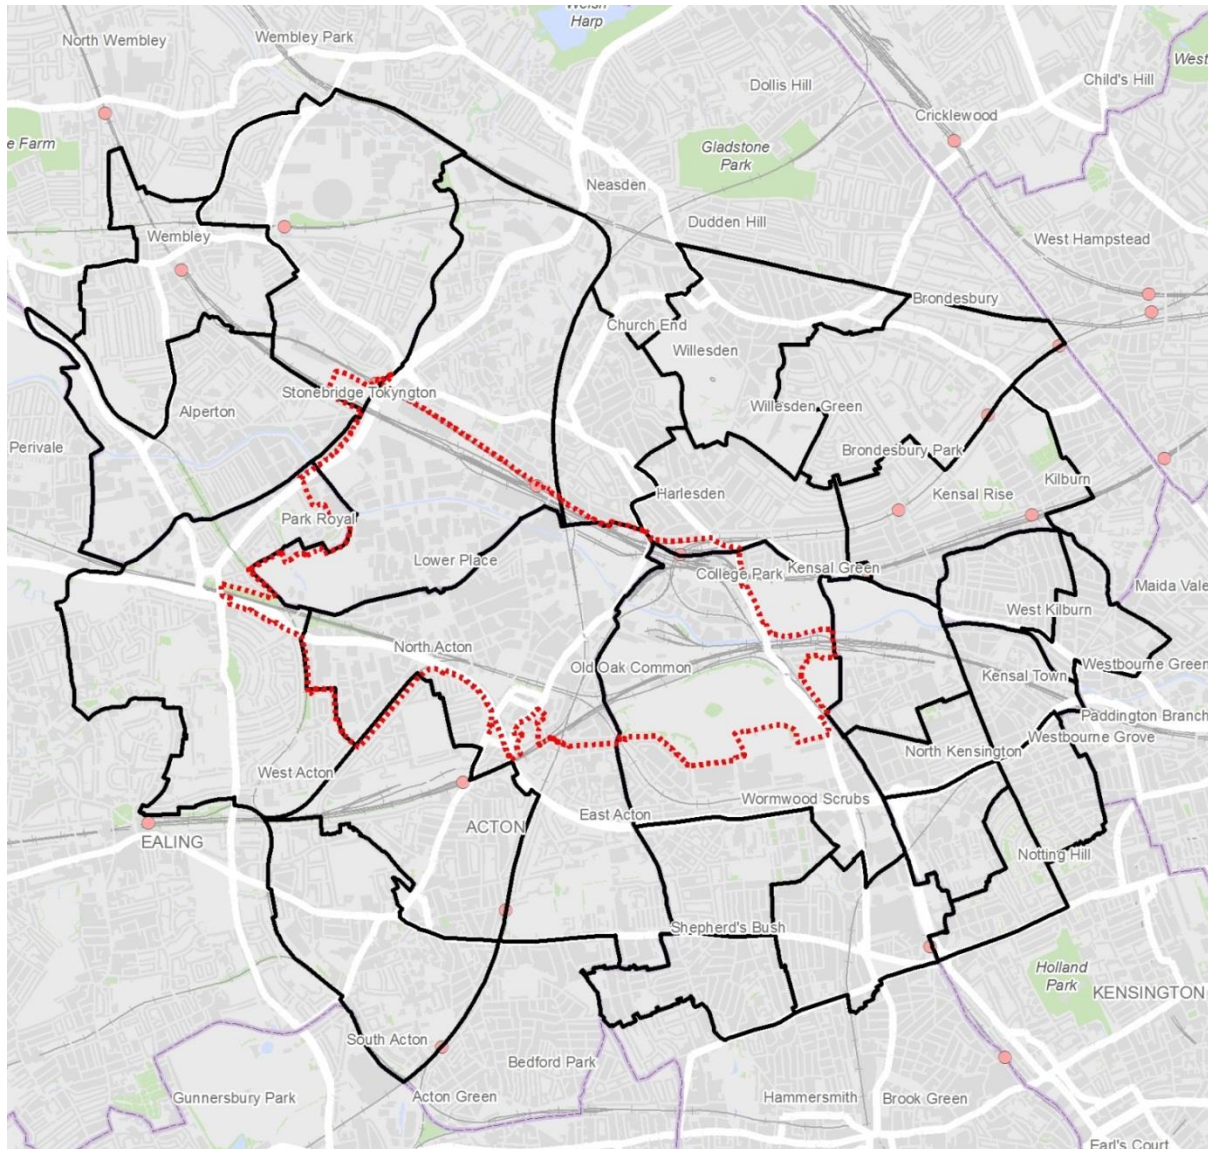 Welsh
Harp
North Wembley
Wembley Park
West
Child's Hill
Dollis Hill
Cricklewood
e Farm
Gladstone
Park
Neasden
Dudden Hill
Wembley
West Hampstead
Brondesbury
Church End
Willesden
Stonebridge Tokyngton
Alperton
Willesden Green
Perivale
Brondesbury Park
Kilburn
Harlesden
Kensal Rise
Park Royal
Lower Place
College Park
Kensal Green
Maida Vale
West Kilburn
North Acton
Old Oak Common
Westbourne Green
Kensal Town
Paddington Branch
Westbourne Grove
North Kensington
West Acton
Wormwood Scrubs
East Acton
ACTON
EALING
Notting Hill
Shepherd's Bush
Holland
Park
KENSINGTON
South Acton
Bedford Park
Gunnersbury Park
Acton Green
Hammersmith
Brook Green
Earl's Court